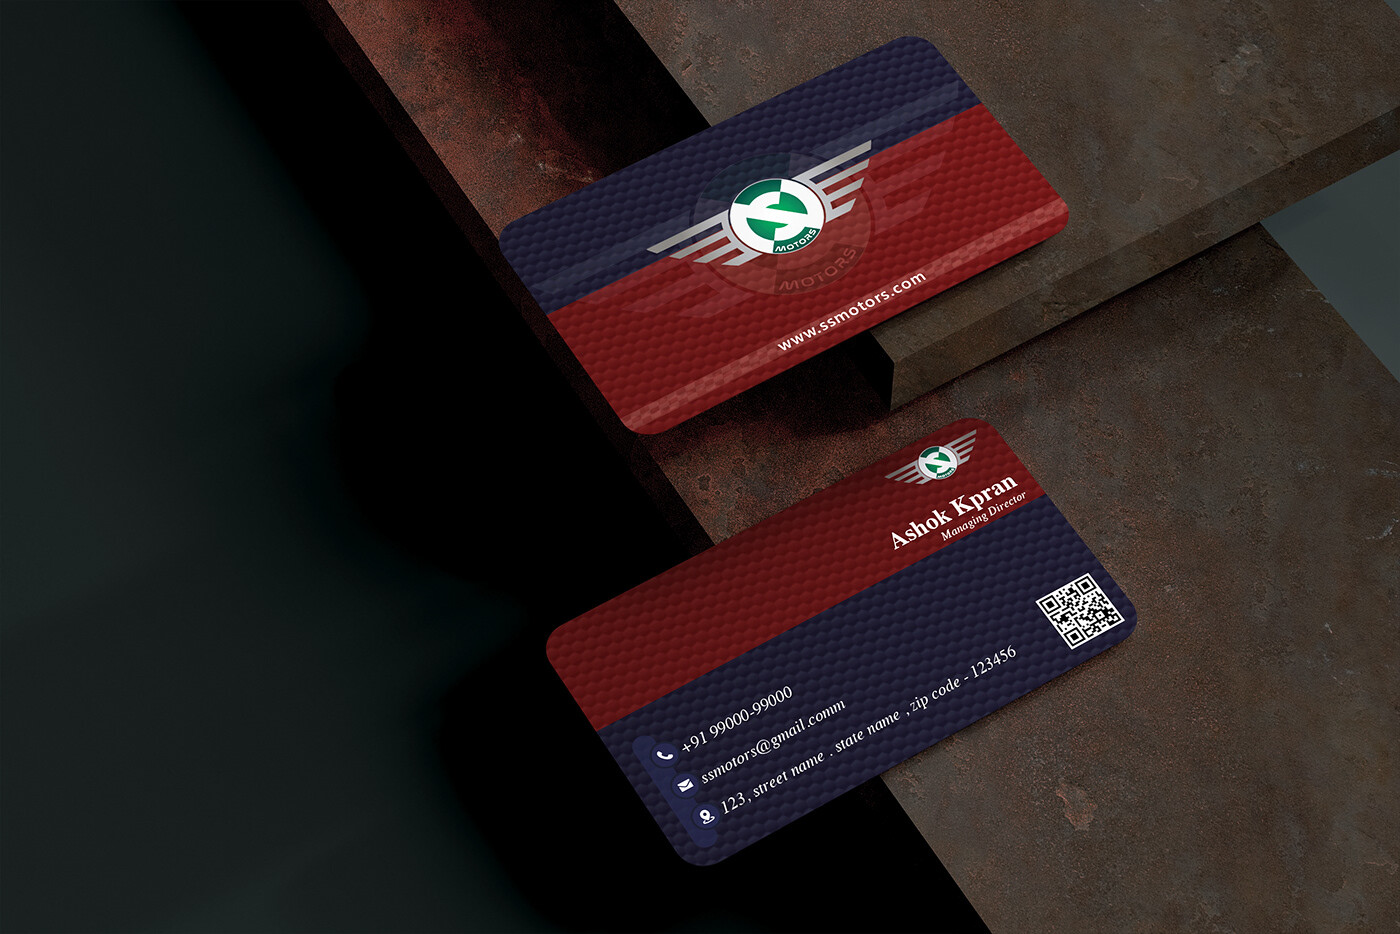 S
MOTORS
MOTORS
www.ssmotors.com
S
MOTORS
Ashok Kpran
Managing Director
+91 99000-99000
ssmotors@gmail.comm
123, street name . state name ,zip code - 123456